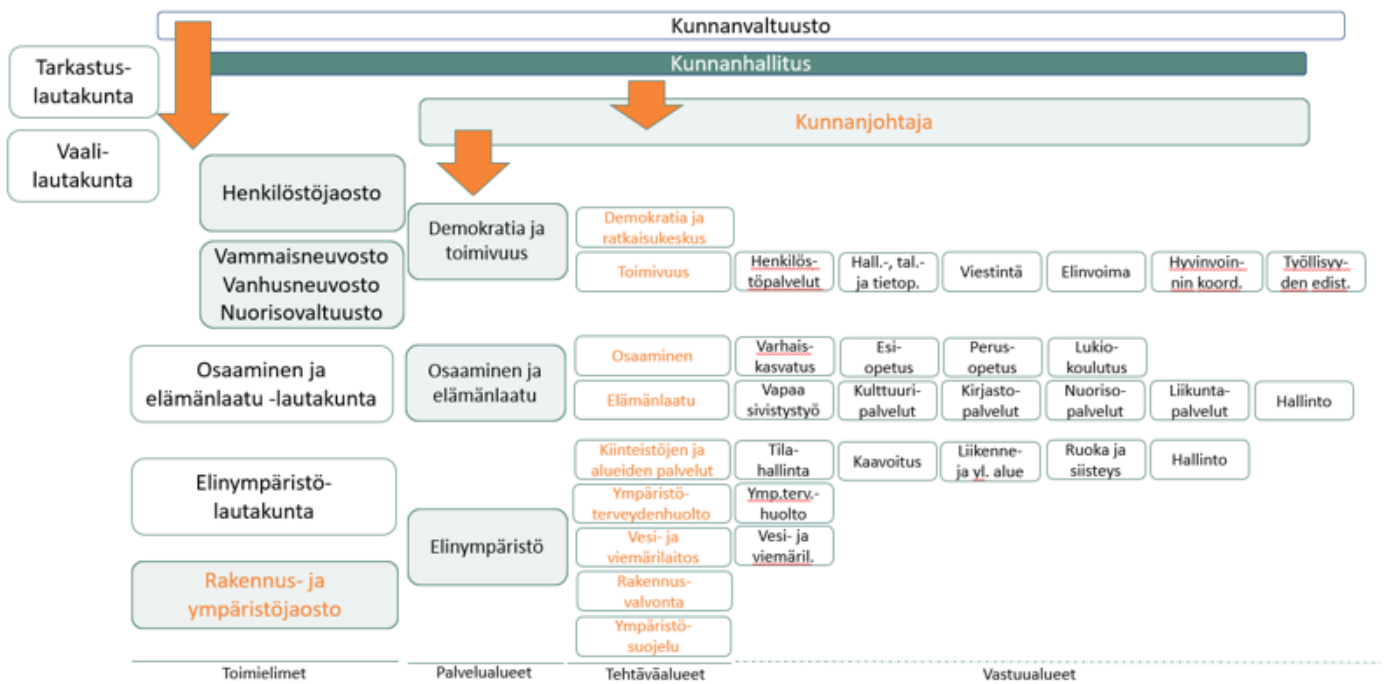 Kunnanvaltuusto
Kunnanhallitus
Tarkastus-
lautakunta
Kunnanjohtaja
Vaali-
lautakunta
Henkilöstöjaosto
Vammaisneuvosto
Vanhusneuvosto
Nuorisovaltuusto
Demokratia ja
toimivuus
Demokratia ja
ratkaisukeskus
Toimivuus
Henkilös-
töpalvelut
Hall.-, tal.-
ja tietop.
Viestintä
Elinvoima
Hyvinvoin-
nin koord.
Työllisyy-
den edist.
Osaaminen ja
elämänlaatu -lautakunta
Osaaminen ja
elämänlaatu
Osaaminen
Varhais-
kasvatus
Esi-
opetus
Perus-
opetus
Lukio-
koulutus
Elämänlaatu
Vapaa
sivistystyö
Kulttuuri-
palvelut
Kirjasto-
palvelut
Nuoriso-
palvelut
Liikunta-
palvelut
Hallinto
Elinympäristö-
lautakunta
Rakennus- ja
ympäristöjaosto
Elinympäristö
Kiinteistöjen ja
alueiden palvelut
Tila-
hallinta
Kaavoitus
Liikenne-
ja yl. alue
Ruoka ja
siisteys
Hallinto
Ympäristö-
terveydenhuolto
Ymp.terv.-
huolto
Vesi- ja
viemärilaitos
Vesi- ja
viemäril.
Rakennus-
valvonta
Ympäristö-
suojelu
Toimielimet
Palvelualueet
Tehtäväalueet
Vastuualueet